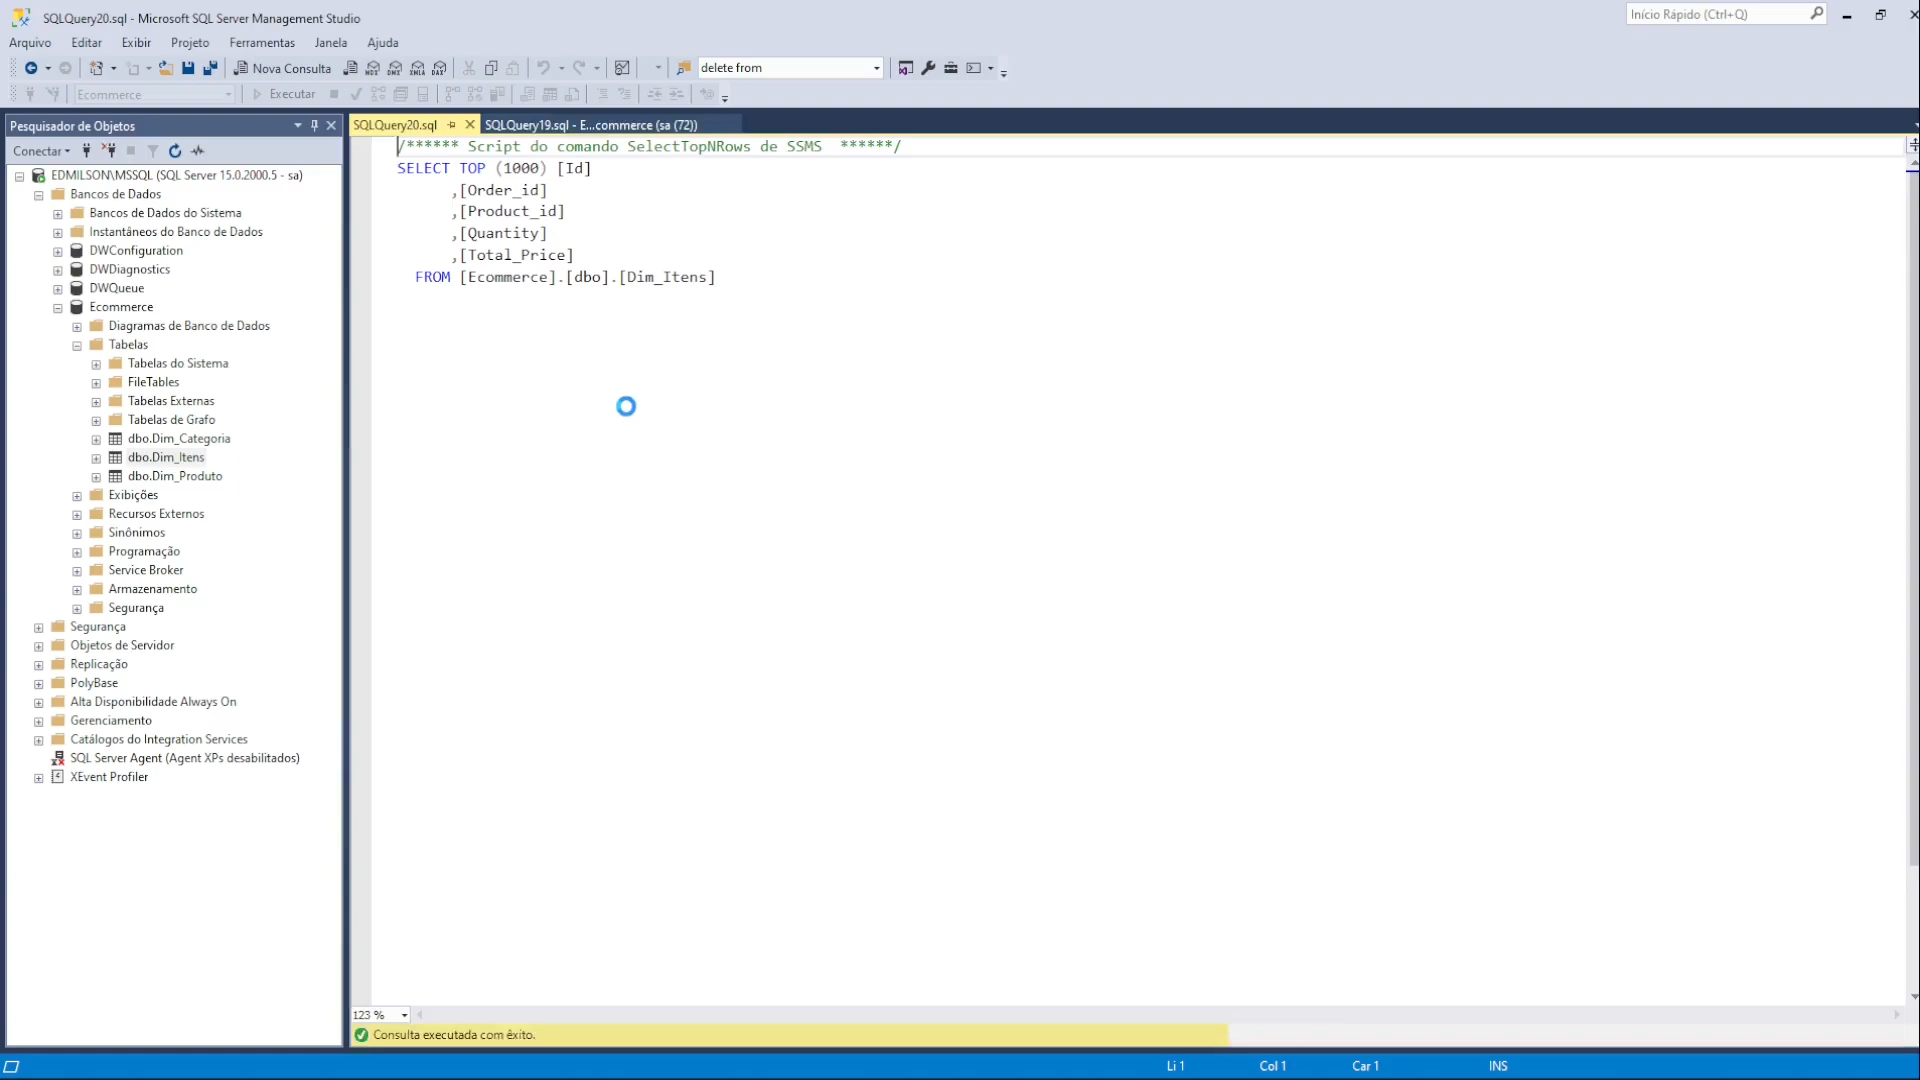 SQLQuery20.sql - Microsoft SQL Server Management Studio
Início Rápido (Ctrl+Q)
Arquivo Editar Exibir Projeto Ferramentas Janela Ajuda
Nova Consulta MDX DMX XMLA DAX delete from
Ecommerce Executar
Pesquisador de Objetos
SQLQuery20.sql
SQLQuery19.sql - E...commerce (sa (72))
Conectar
EDMILSON\MSSQL (SQL Server 15.0.2000.5 - sa)
Bancos de Dados
Bancos de Dados do Sistema
Instantâneos do Banco de Dados
DWConfiguration
DWDiagnostics
DWQueue
Ecommerce
Diagramas de Banco de Dados
Tabelas
Tabelas do Sistema
FileTables
Tabelas Externas
Tabelas de Grafo
dbo.Dim_Categoria
dbo.Dim_Itens
dbo.Dim_Produto
Exibições
Recursos Externos
Sinônimos
Programação
Service Broker
Armazenamento
Segurança
Segurança
Objetos de Servidor
Replicação
PolyBase
Alta Disponibilidade Always On
Gerenciamento
Catálogos do Integration Services
SQL Server Agent (Agent XPs desabilitados)
XEvent Profiler
/****** Script do comando SelectTopNRows de SSMS  ******/
SELECT TOP (1000) [Id]
,[Order_id]
,[Product_id]
,[Quantity]
,[Total_Price]
FROM [Ecommerce].[dbo].[Dim_Itens]
123 %
Consulta executada com êxito.
Li 1 Col 1 Car 1 INS